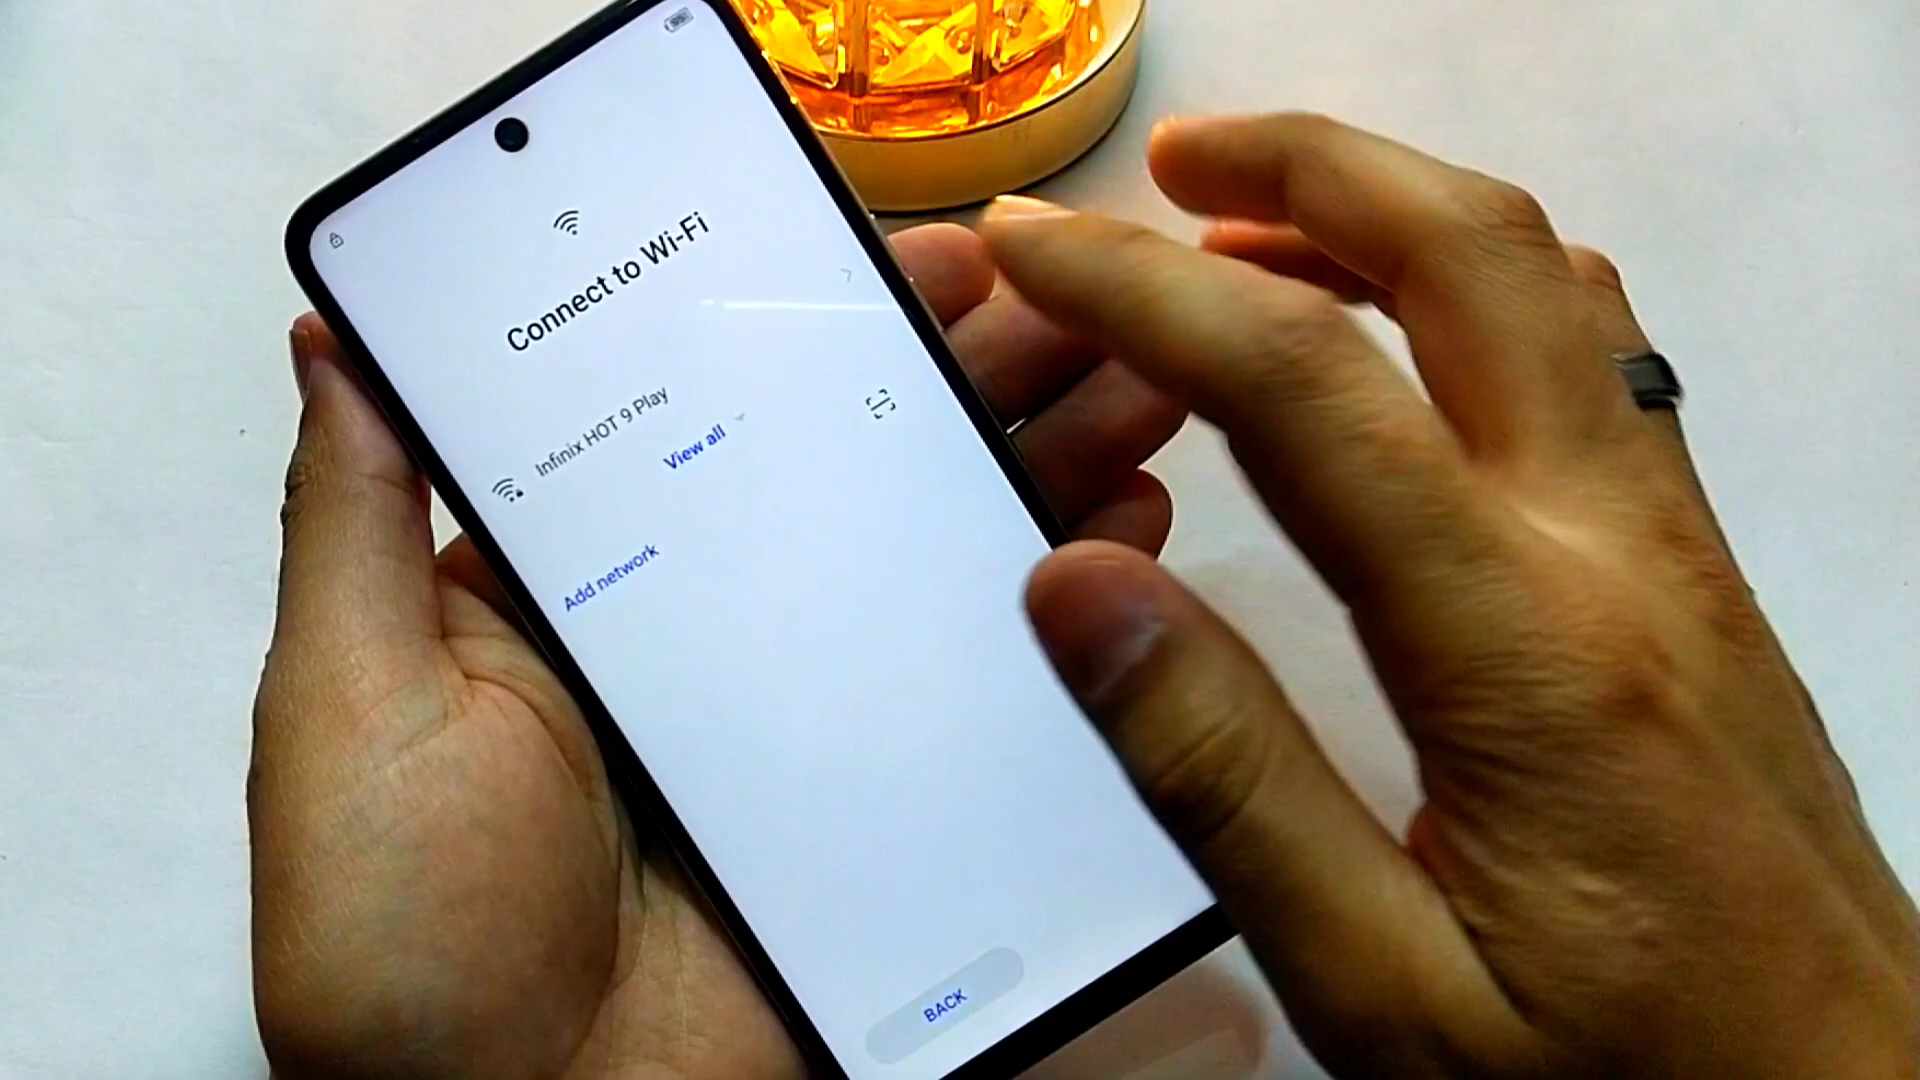 Connect to Wi-Fi
Infinix HOT 9 Play
View all
Add network
BACK